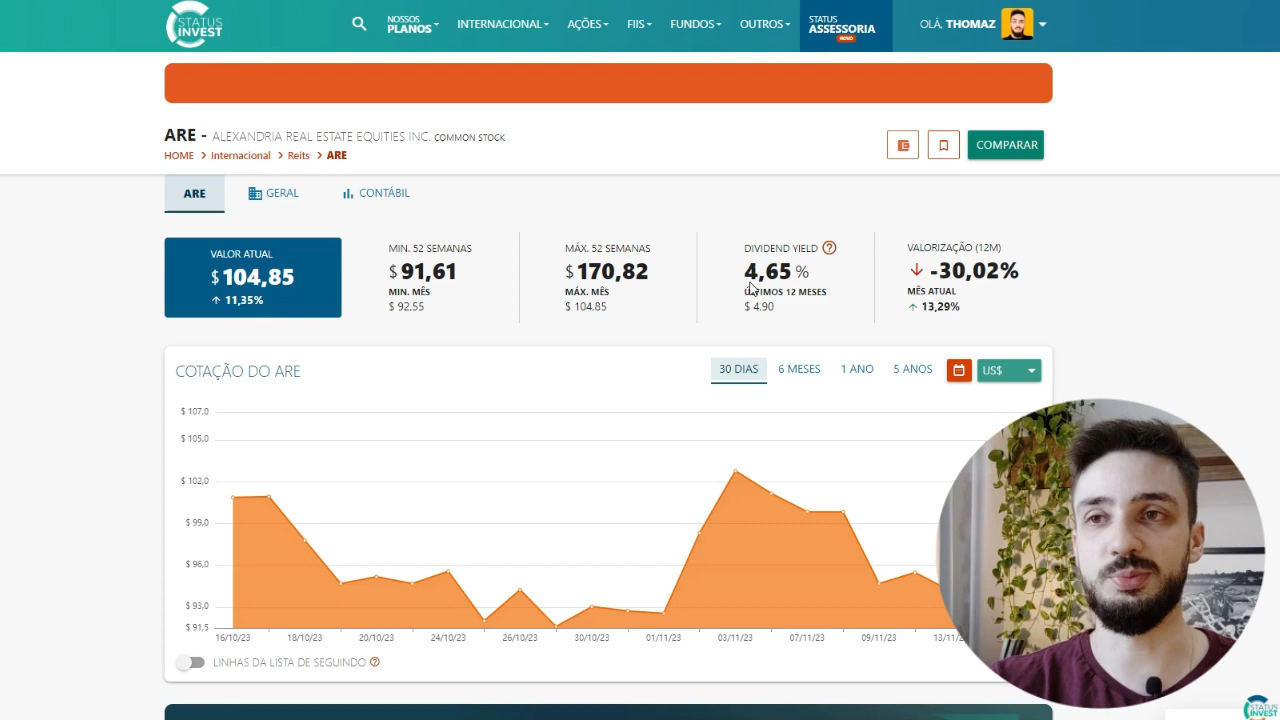 STATUS
INVEST
NOSSOS
PLANOS
INTERNACIONAL
AÇÕES
FIIS
FUNDOS
OUTROS
STATUS
ASSESSORIA
NOVO
OLÁ, THOMAZ
ARE - ALEXANDRIA REAL ESTATE EQUITIES INC. COMMON STOCK
HOME > Internacional > Reits > ARE
COMPARAR
ARE
GERAL
CONTÁBIL
VALOR ATUAL
$ 104,85
↑ 11,35%
MIN. 52 SEMANAS
$ 91,61
MIN. MÊS
$ 92,55
MÁX. 52 SEMANAS
$ 170,82
MÁX. MÊS
$ 104,85
DIVIDEND YIELD ?
4,65 %
ÚLTIMOS 12 MESES
$ 4,90
VALORIZAÇÃO (12M)
↓ -30,02%
MÊS ATUAL
↑ 13,29%
COTAÇÃO DO ARE
30 DIAS
6 MESES
1 ANO
5 ANOS
US$
$ 107,0
$ 105,0
$ 102,0
$ 99,0
$ 96,0
$ 93,0
$ 91,5
16/10/23
18/10/23
20/10/23
24/10/23
26/10/23
30/10/23
01/11/23
03/11/23
07/11/23
09/11/23
LINHAS DA LISTA DE SEGUINDO ?
STATUS
INVEST